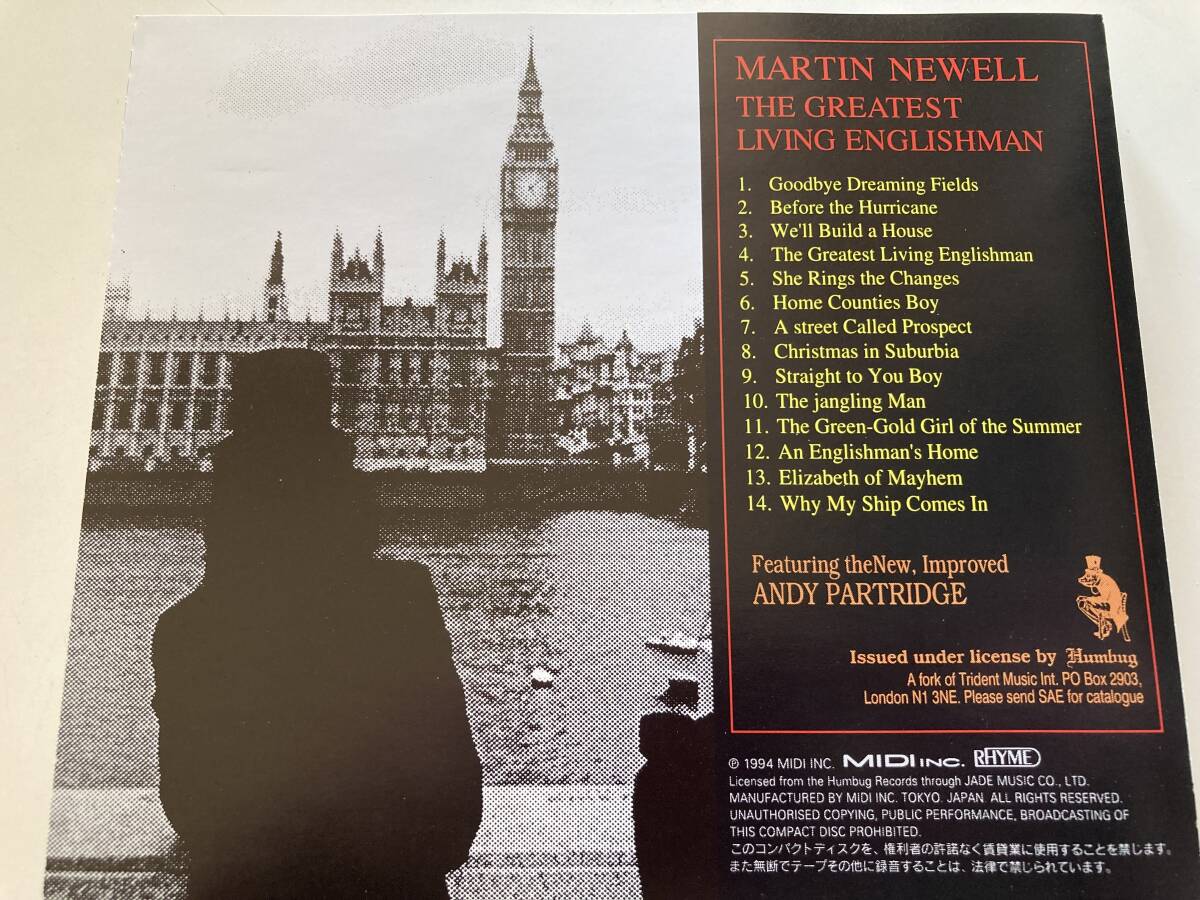 MARTIN NEWELL
THE GREATEST
LIVING ENGLISHMAN
1. Goodbye Dreaming Fields
2. Before the Hurricane
3. We'll Build a House
4. The Greatest Living Englishman
5. She Rings the Changes
6. Home Counties Boy
7. A street Called Prospect
8. Christmas in Suburbia
9. Straight to You Boy
10. The jangling Man
11. The Green-Gold Girl of the Summer
12. An Englishman's Home
13. Elizabeth of Mayhem
14. Why My Ship Comes In
Featuring theNew, Improved
ANDY PARTRIDGE
Issued under license by Humbug
A fork of Trident Music Int. PO Box 2903,
London N1 3NE. Please send SAE for catalogue
℗ 1994 MIDI INC. MIDI INC. RHYME
Licensed from the Humbug Records through JADE MUSIC CO., LTD.
MANUFACTURED BY MIDI INC. TOKYO. JAPAN. ALL RIGHTS RESERVED.
UNAUTHORISED COPYING, PUBLIC PERFORMANCE, BROADCASTING OF
THIS COMPACT DISC PROHIBITED.
このコンパクトディスクを、権利者の許諾なく賃貸業に使用することを禁じます。
また無断でテープその他に録音することは、法律で禁じられています。